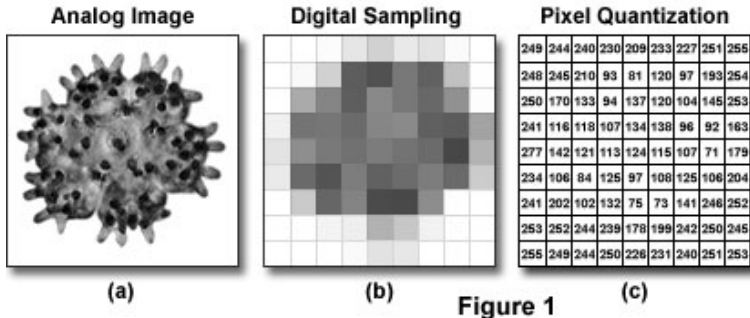 Analog Image Digital Sampling Pixel Quantization
249 244 240 230 209 233 227 251 255
248 245 210 93 81 120 97 193 254
250 170 133 94 137 120 104 145 253
241 116 118 107 134 138 96 92 163
277 142 121 113 124 115 107 71 179
234 106 84 125 97 108 125 106 204
241 202 102 132 75 73 141 246 252
253 252 244 239 178 199 242 250 245
255 249 244 250 226 231 240 251 253
(a) (b) (c)
Figure 1